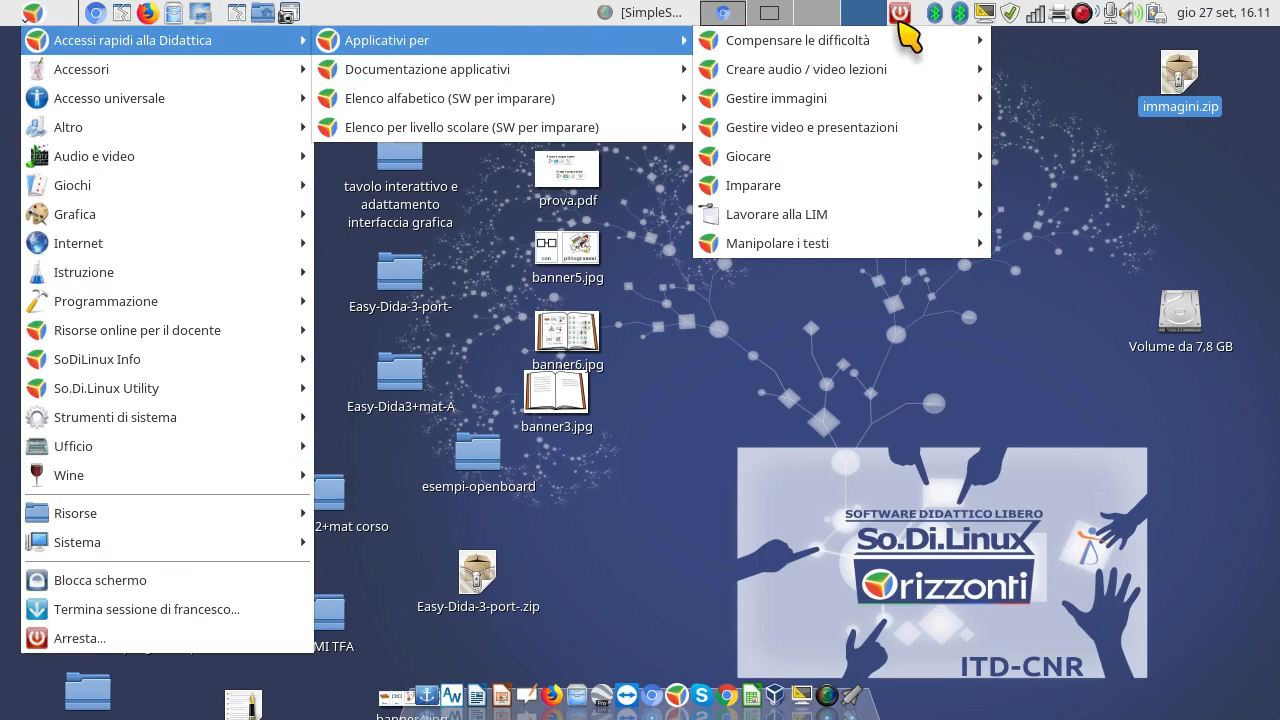 [SimpleS...
gio 27 set, 16.11
Accessi rapidi alla Didattica
Accessori
Accesso universale
Altro
Audio e video
Giochi
Grafica
Internet
Istruzione
Programmazione
Risorse online per il docente
SoDiLinux Info
So.Di.Linux Utility
Strumenti di sistema
Ufficio
Wine
Risorse
Sistema
Blocca schermo
Termina sessione di francesco...
Arresta...
Applicativi per
Documentazione applicativi
Elenco alfabetico (SW per imparare)
Elenco per livello scolare (SW per imparare)
Compensare le difficoltà
Creare audio / video lezioni
Gestire immagini
Gestire video e presentazioni
Giocare
Imparare
Lavorare alla LIM
Manipolare i testi
immagini.zip
Volume da 7,8 GB
tavolo interattivo e
adattamento
interfaccia grafica
Easy-Dida-3-port-
Easy-Dida3+mat-A
2+mat corso
MI TFA
prova.pdf
con pittogrammi
banner5.jpg
banner6.jpg
banner3.jpg
esempi-openboard
Easy-Dida-3-port-.zip
SOFTWARE DIDATTICO LIBERO
So.Di.Linux
Orizzonti
ITD-CNR